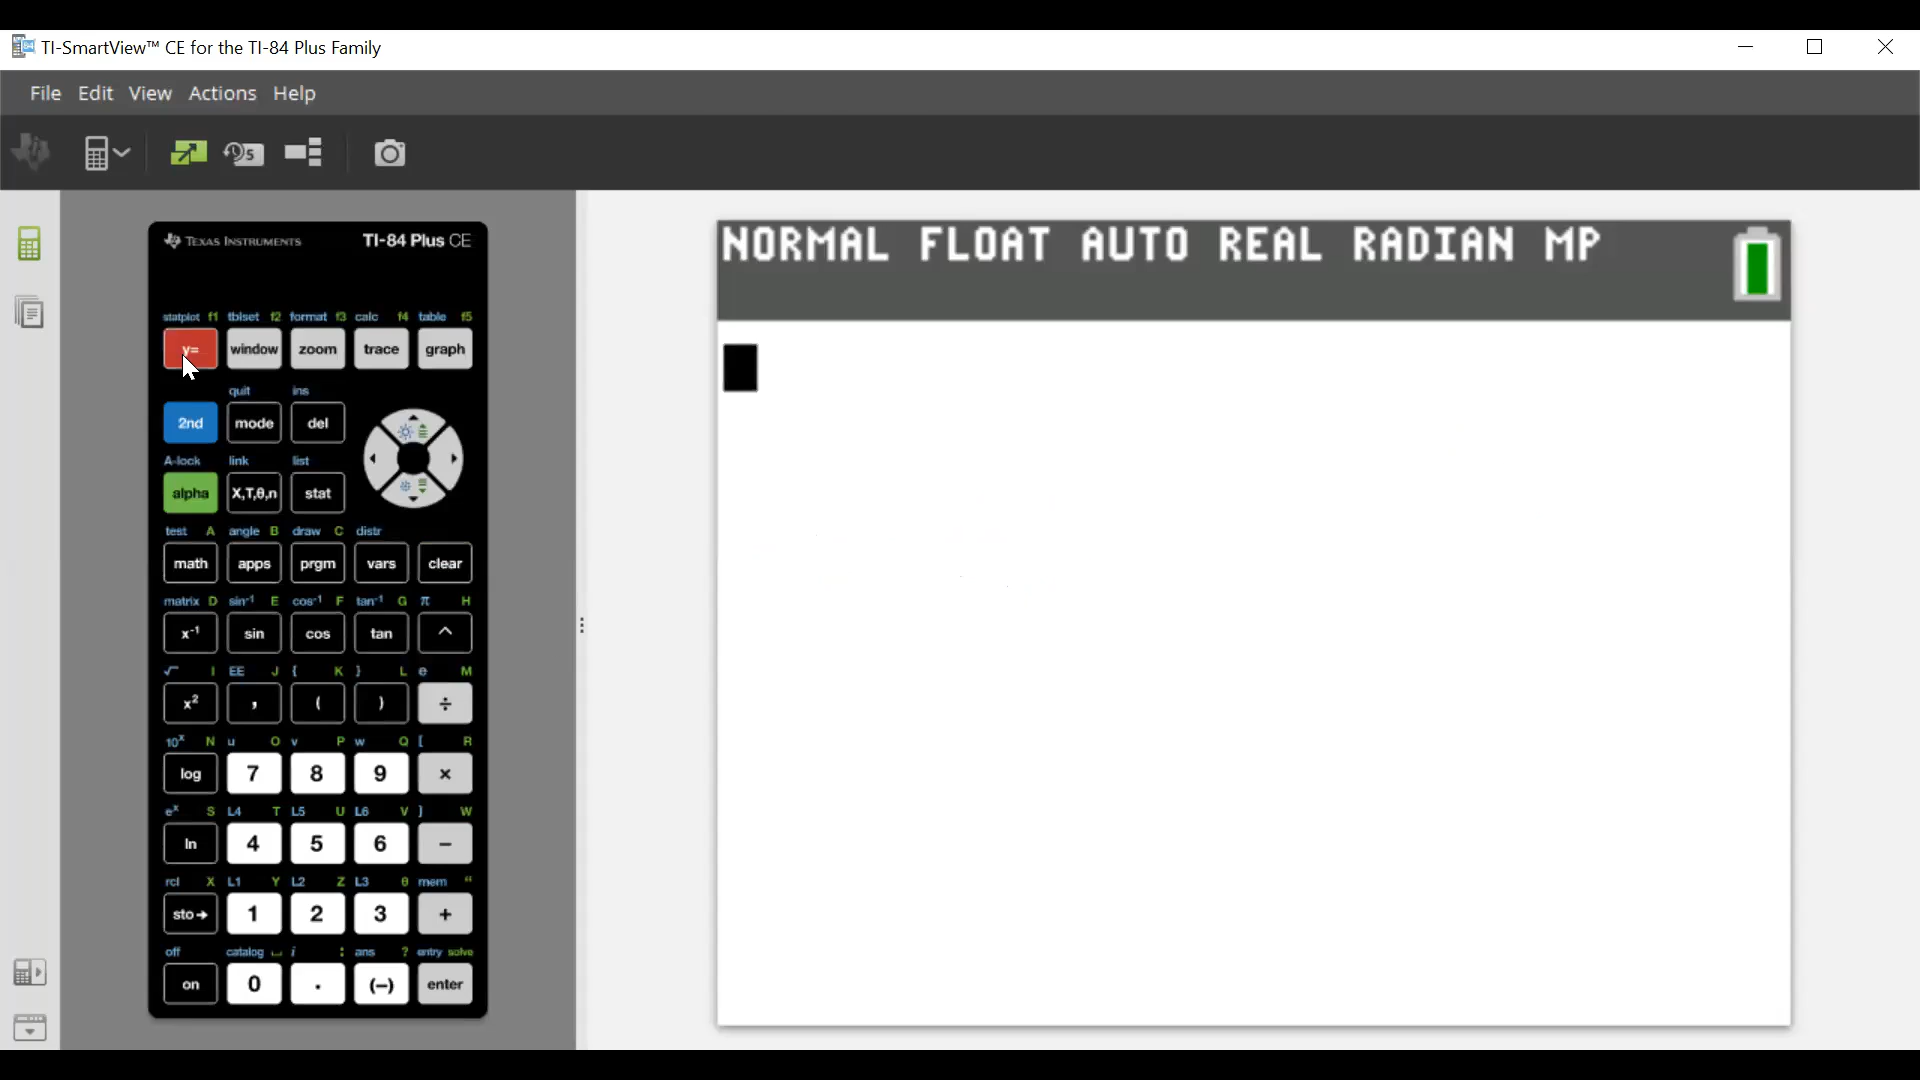 TI-SmartView™ CE for the TI-84 Plus Family
File Edit View Actions Help
5
TEXAS INSTRUMENTS TI-84 Plus CE
NORMAL FLOAT AUTO REAL RADIAN MP
statplot f1 tblset f2 format f3 calc f4 table f5
y= window zoom trace graph
quit ins
2nd mode del
A-lock link list
alpha X,T,θ,n stat
test A angle B draw C distr
math apps prgm vars clear
matrix D sin⁻¹ E cos⁻¹ F tan⁻¹ G π H
x⁻¹ sin cos tan ^
√ I EE J { K } L e M
x² , ( ) ÷
10ˣ N u O v P w Q [ R
log 7 8 9 ×
eˣ S L4 T L5 U L6 V ] W
ln 4 5 6 −
rcl X L1 Y L2 Z L3 θ mem “
sto→ 1 2 3 +
off catalog ⎵ i : ans ? entry solve
on 0 . (−) enter